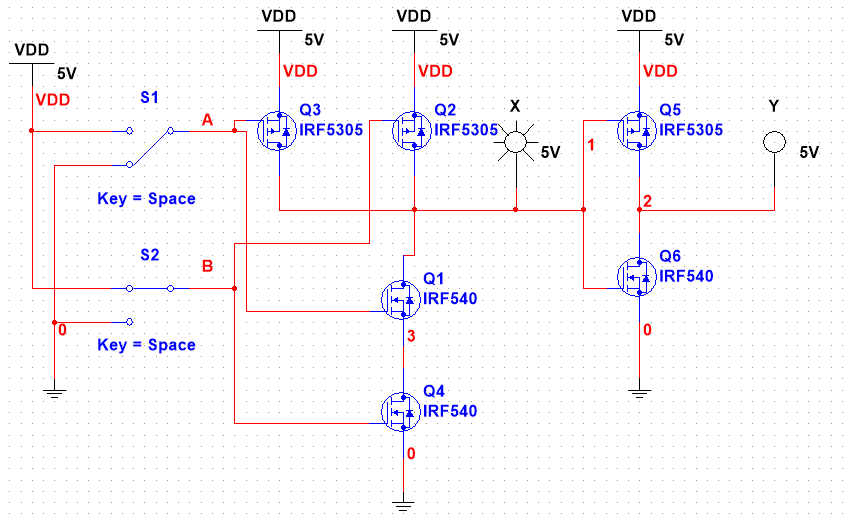 VDD
5V
VDD
S1
Key = Space
0
S2
Key = Space
A
B
VDD
5V
VDD
Q3
IRF5305
VDD
5V
VDD
Q2
IRF5305
X
5V
Q1
IRF540
3
Q4
IRF540
0
VDD
5V
VDD
Q5
IRF5305
1
2
Q6
IRF540
0
Y
5V